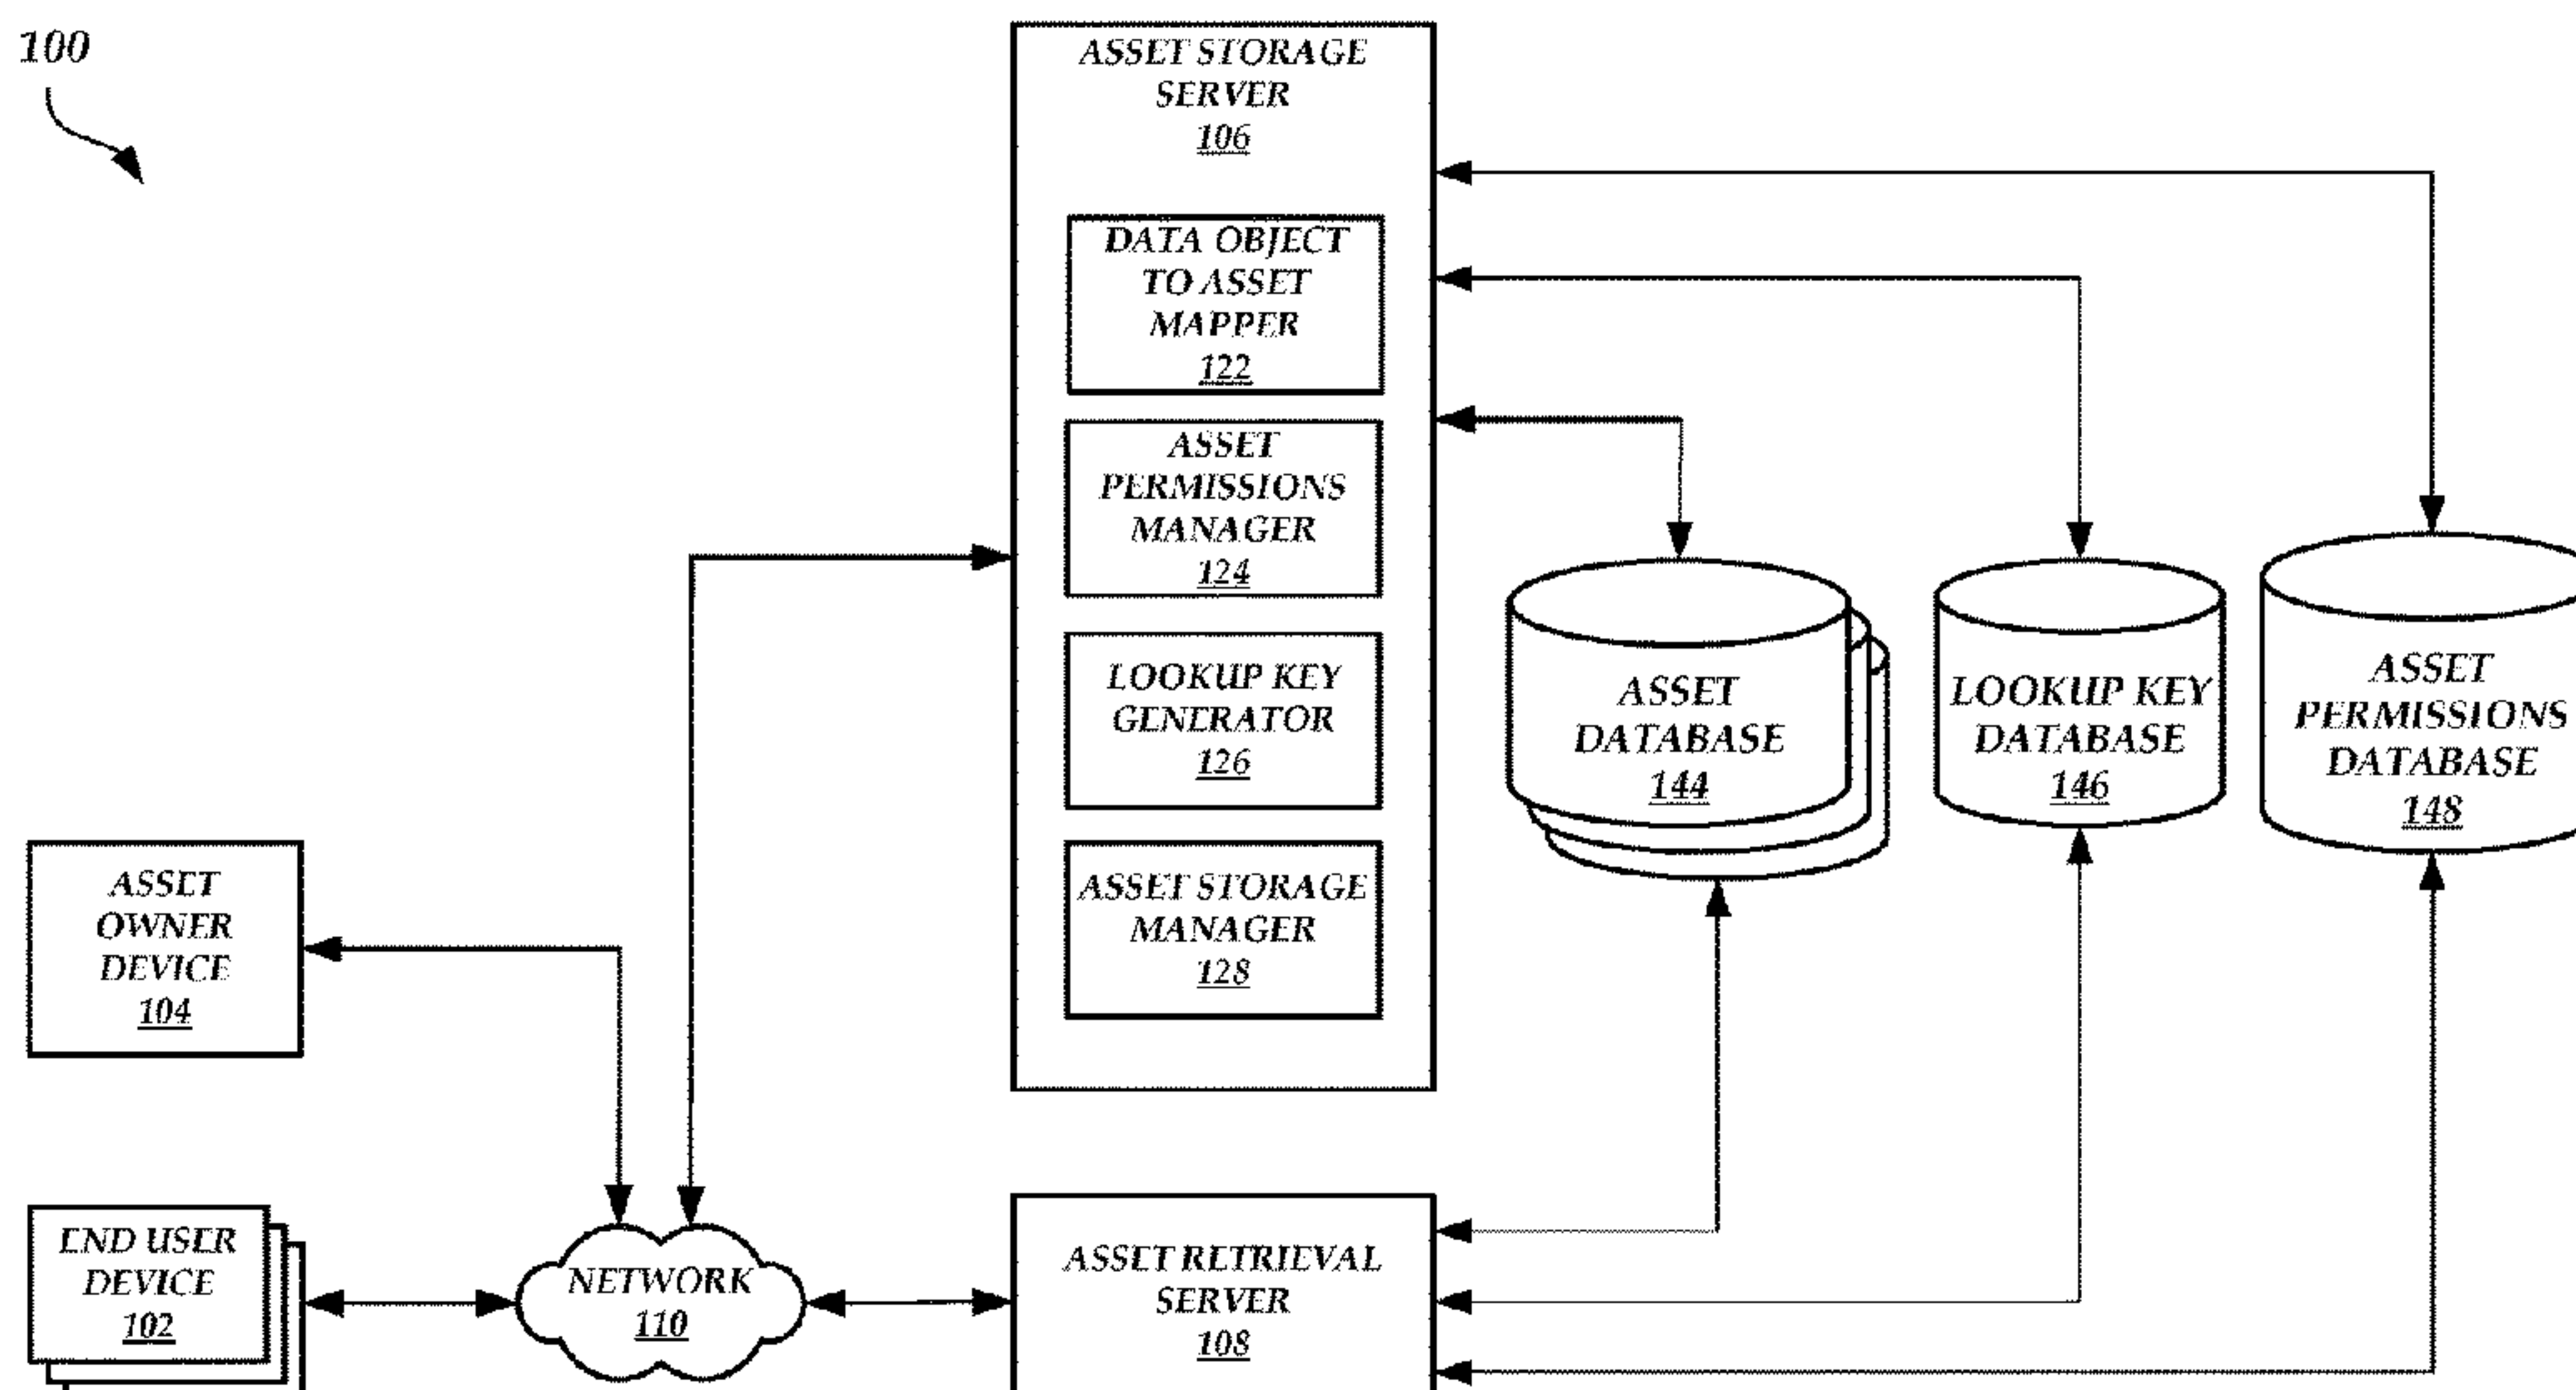 100
ASSET STORAGE
SERVER
106
DATA OBJECT
TO ASSET
MAPPER
122
ASSET
PERMISSIONS
MANAGER
124
LOOKUP KEY
GENERATOR
126
ASSET STORAGE
MANAGER
128
ASSET
DATABASE
144
LOOKUP KEY
DATABASE
146
ASSET
PERMISSIONS
DATABASE
148
ASSET
OWNER
DEVICE
104
END USER
DEVICE
102
NETWORK
110
ASSET RETRIEVAL
SERVER
108